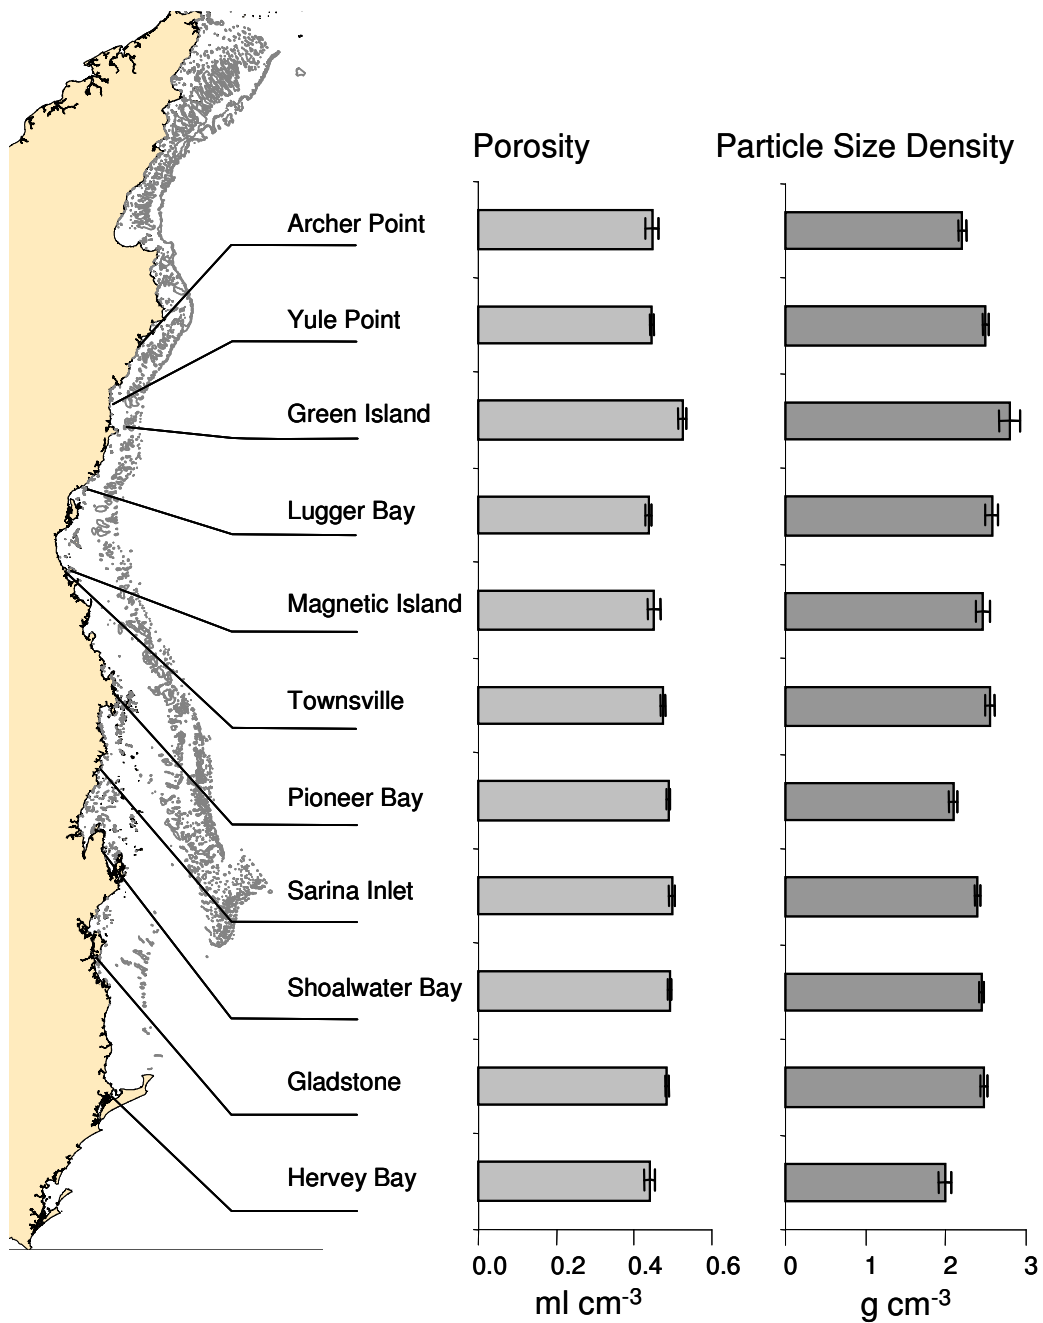 Porosity
Particle Size Density
Archer Point
Yule Point
Green Island
Lugger Bay
Magnetic Island
Townsville
Pioneer Bay
Sarina Inlet
Shoalwater Bay
Gladstone
Hervey Bay
0.0 0.2 0.4 0.6
0 1 2 3
ml cm-3
g cm-3